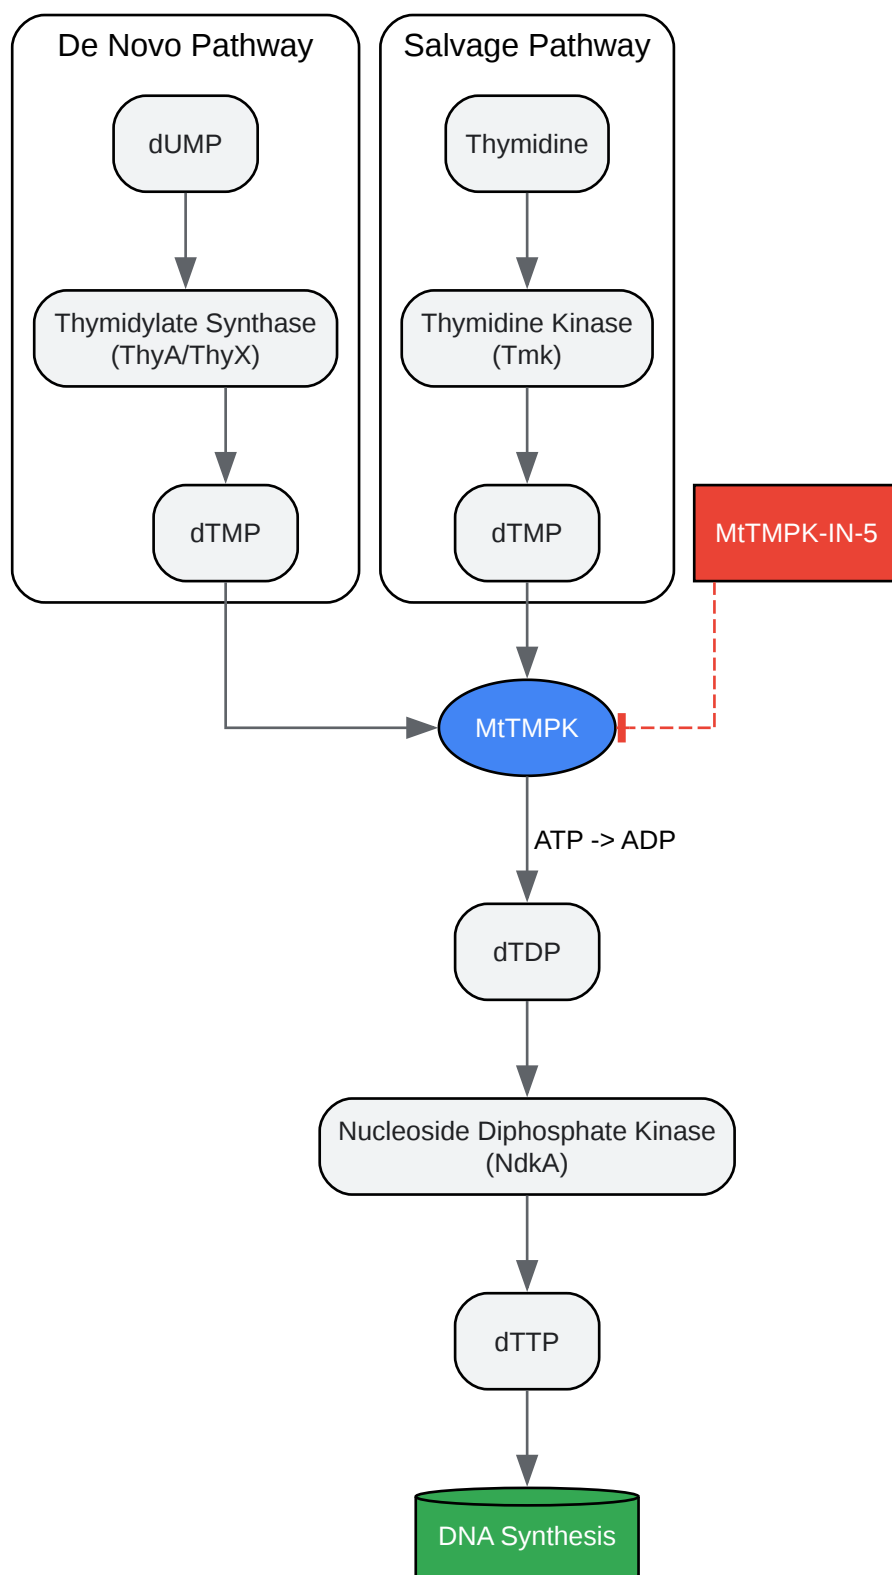 De Novo Pathway
Salvage Pathway
dUMP
Thymidine
Thymidylate Synthase
(ThyA/ThyX)
Thymidine Kinase
(Tmk)
dTMP
dTMP
MtTMPK-IN-5
MtTMPK
ATP -> ADP
dTDP
Nucleoside Diphosphate Kinase
(NdkA)
dTTP
DNA Synthesis